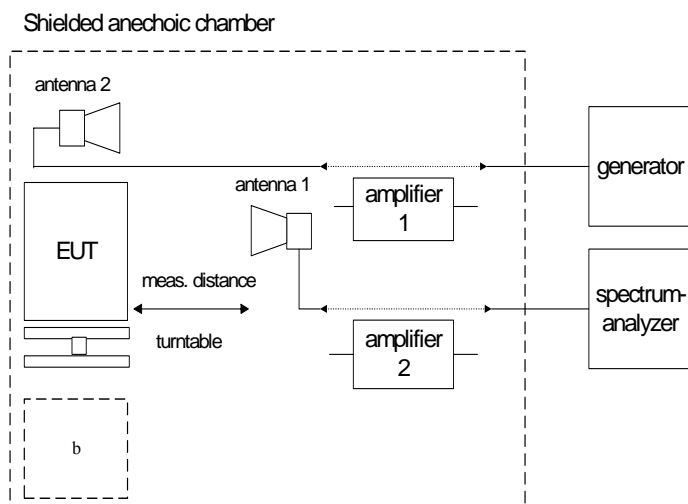 Shielded anechoic chamber
antenna 2
generator
antenna 1
amplifier
1
EUT
meas. distance
spectrum-
analyzer
turntable
amplifier
2
b